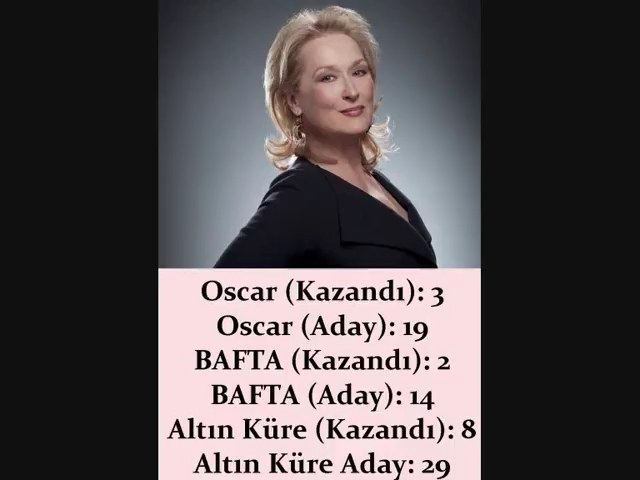 Oscar (Kazandı): 3
Oscar (Aday): 19
BAFTA (Kazandı): 2
BAFTA (Aday): 14
Altın Küre (Kazandı): 8
Altın Küre Aday: 29